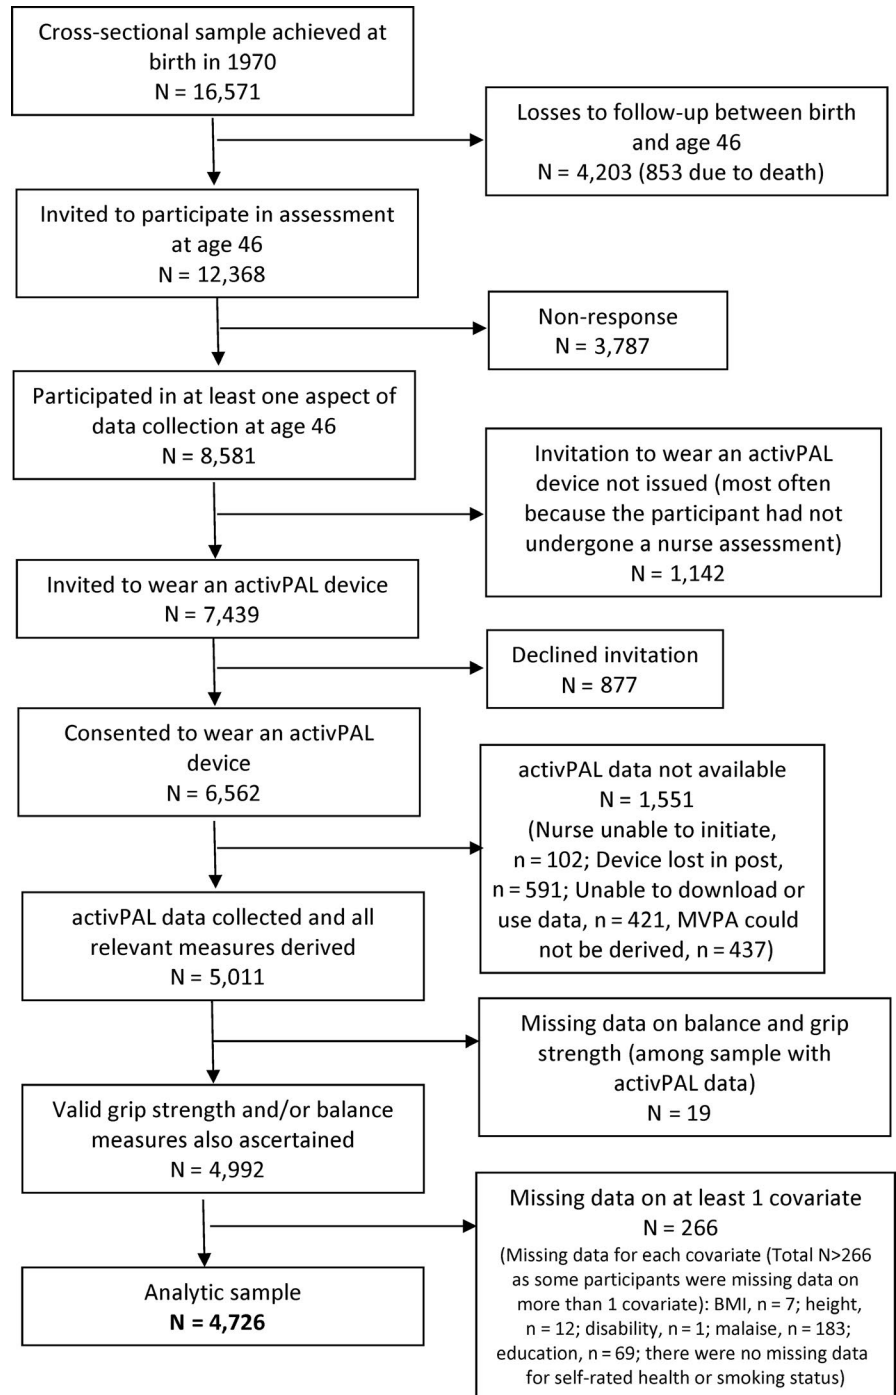 Cross-sectional sample achieved at
birth in 1970
N = 16,571
Losses to follow-up between birth
and age 46
N = 4,203 (853 due to death)
Invited to participate in assessment
at age 46
N = 12,368
Non-response
N = 3,787
Participated in at least one aspect of
data collection at age 46
N = 8,581
Invitation to wear an activPAL
device not issued (most often
because the participant had not
undergone a nurse assessment)
N = 1,142
Invited to wear an activPAL device
N = 7,439
Declined invitation
N = 877
Consented to wear an activPAL
device
N = 6,562
activPAL data not available
N = 1,551
(Nurse unable to initiate,
n = 102; Device lost in post,
n = 591; Unable to download or
use data, n = 421, MVPA could
not be derived, n = 437)
activPAL data collected and all
relevant measures derived
N = 5,011
Missing data on balance and grip
strength (among sample with
activPAL data)
N = 19
Valid grip strength and/or balance
measures also ascertained
N = 4,992
Missing data on at least 1 covariate
N = 266
(Missing data for each covariate (Total N>266
as some participants were missing data on
more than 1 covariate): BMI, n = 7; height,
n = 12; disability, n = 1; malaise, n = 183;
education, n = 69; there were no missing data
for self-rated health or smoking status)
Analytic sample
N = 4,726